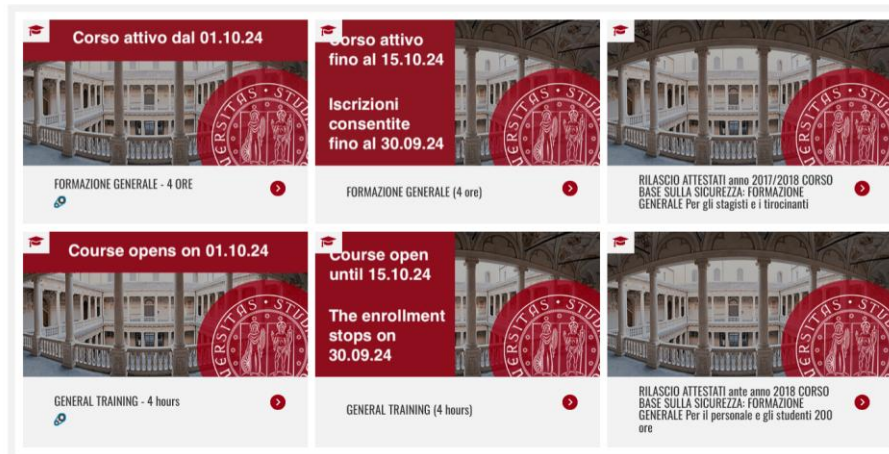 Corso attivo dal 01.10.24
FORMAZIONE GENERALE - 4 ORE
Corso attivo
fino al 15.10.24
Iscrizioni
consentite
fino al 30.09.24
FORMAZIONE GENERALE (4 ore)
RILASCIO ATTESTATI anno 2017/2018 CORSO
BASE SULLA SICUREZZA: FORMAZIONE
GENERALE Per gli stagisti e i tirocinanti
Course opens on 01.10.24
GENERAL TRAINING - 4 hours
Course open
until 15.10.24
The enrollment
stops on
30.09.24
GENERAL TRAINING (4 hours)
RILASCIO ATTESTATI ante anno 2018 CORSO
BASE SULLA SICUREZZA: FORMAZIONE
GENERALE Per il personale e gli studenti 200
ore